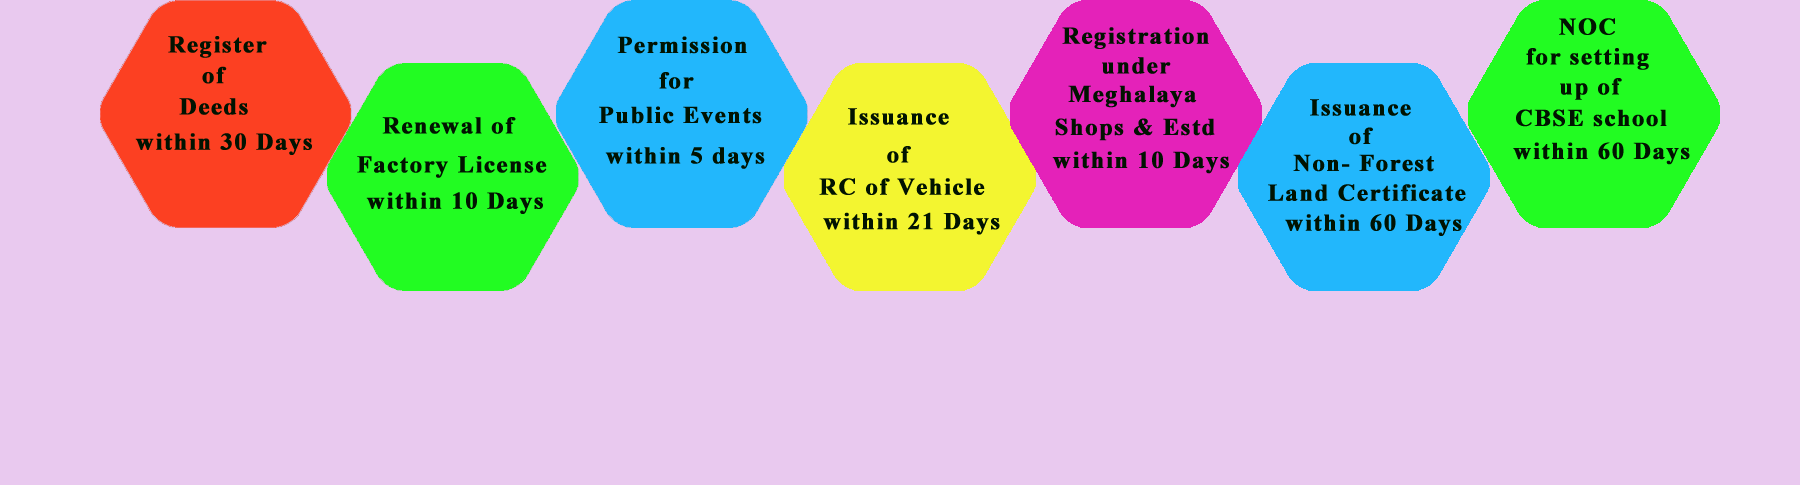 Register
of
Deeds
within 30 Days
Renewal of
Factory License
within 10 Days
Permission
for
Public Events
within 5 days
Issuance
of
RC of Vehicle
within 21 Days
Registration
under
Meghalaya
Shops & Estd
within 10 Days
Issuance
of
Non- Forest
Land Certificate
within 60 Days
NOC
for setting
up of
CBSE school
within 60 Days